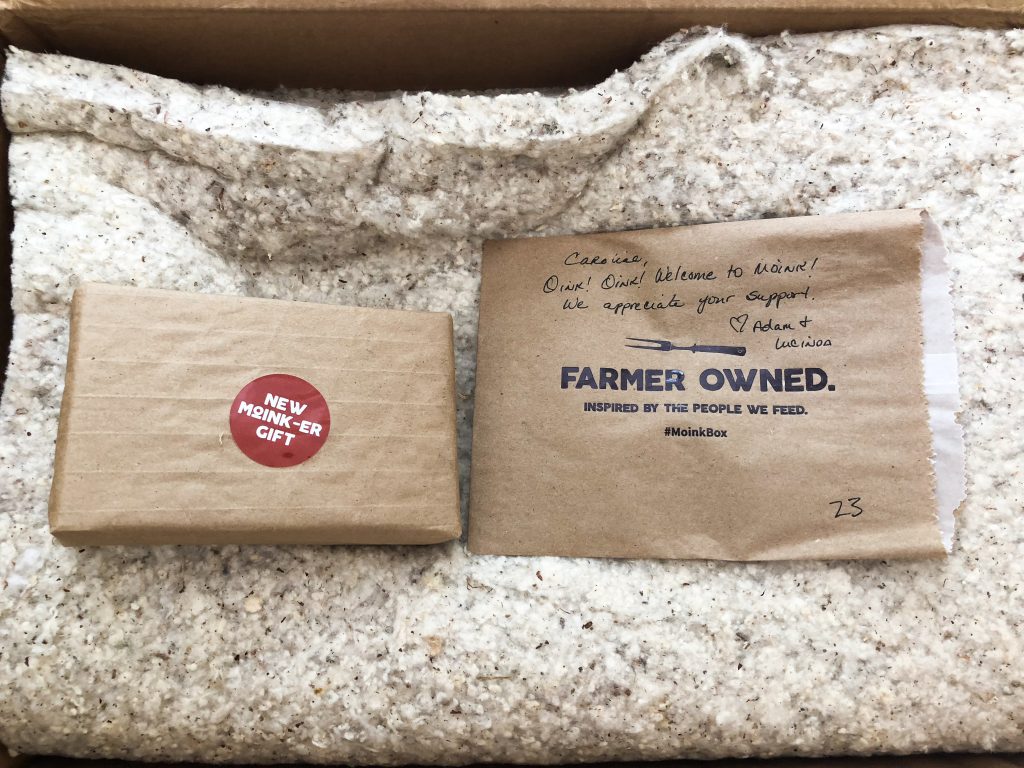 NEW
MOINK-ER
GIFT
Caroline,
Oink! Oink! Welcome to Moink!
We appreciate your support.
♡ Adam +
Lucinda
FARMER OWNED.
INSPIRED BY THE PEOPLE WE FEED.
#MoinkBox
23